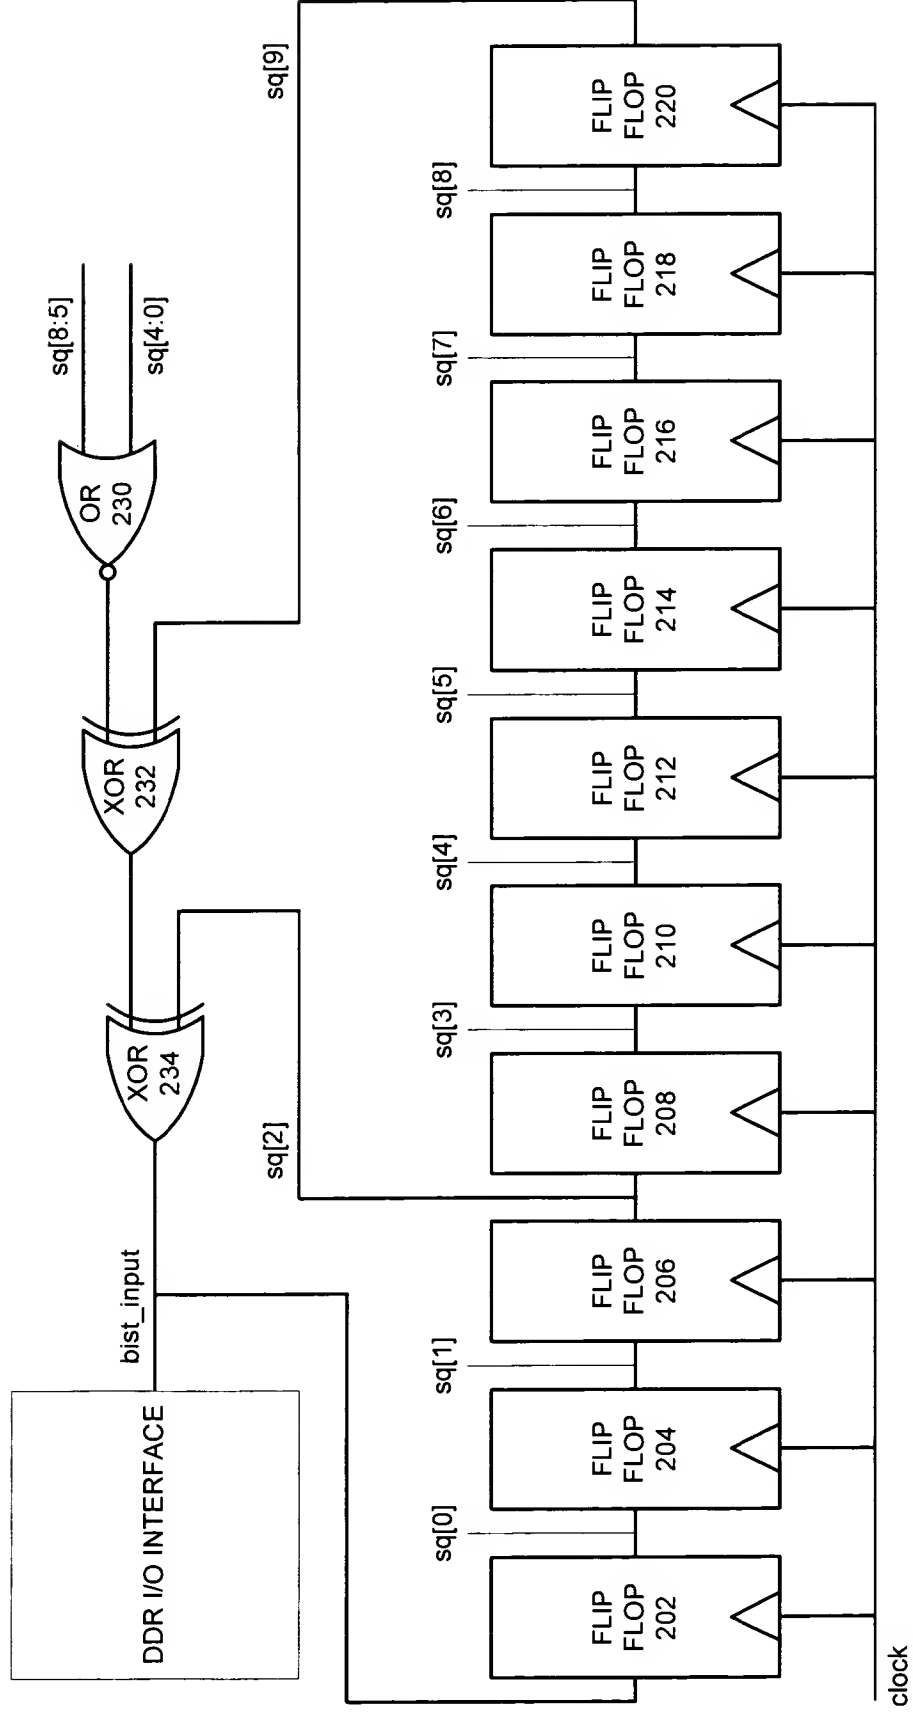 DDR I/O INTERFACE
bist_input
XOR
234
XOR
232
OR
230
sq[8:5]
sq[4:0]
sq[2]
sq[9]
sq[0]
sq[1]
sq[3]
sq[4]
sq[5]
sq[6]
sq[7]
sq[8]
FLIP
FLOP
202
FLIP
FLOP
204
FLIP
FLOP
206
FLIP
FLOP
208
FLIP
FLOP
210
FLIP
FLOP
212
FLIP
FLOP
214
FLIP
FLOP
216
FLIP
FLOP
218
FLIP
FLOP
220
clock